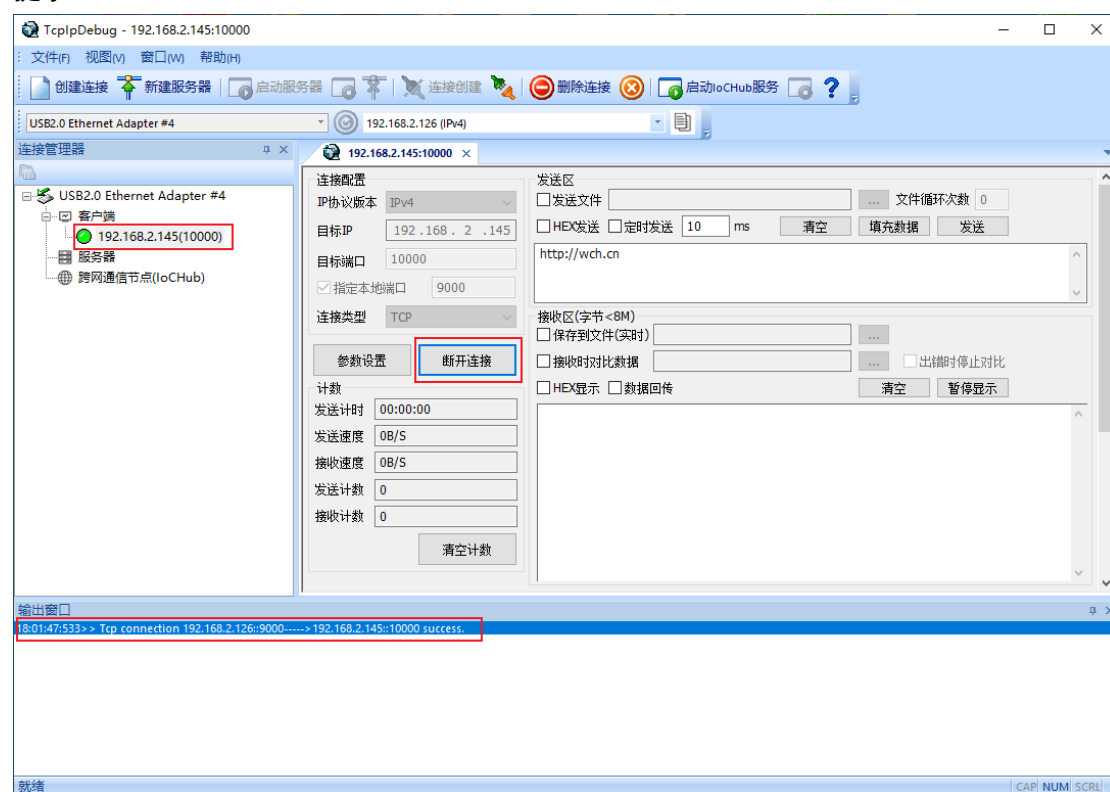 TcpIpDebug - 192.168.2.145:10000
文件(F) 视图(V) 窗口(W) 帮助(H)
创建连接 新建服务器 启动服务器 连接创建 删除连接 启动IoCHub服务
USB2.0 Ethernet Adapter #4 192.168.2.126 (IPv4)
连接管理器
USB2.0 Ethernet Adapter #4
客户端
192.168.2.145(10000)
服务器
跨网通信节点(IoCHub)
192.168.2.145:10000
连接配置
IP协议版本 IPv4
目标IP 192 . 168 . 2 . 145
目标端口 10000
指定本地端口 9000
连接类型 TCP
参数设置 断开连接
计数
发送计时 00:00:00
发送速度 0B/S
接收速度 0B/S
发送计数 0
接收计数 0
清空计数
发送区
发送文件 ... 文件循环次数 0
HEX发送 定时发送 10 ms 清空 填充数据 发送
http://wch.cn
接收区(字节<8M)
保存到文件(实时) ...
接收时对比数据 ... 出错时停止对比
HEX显示 数据回传 清空 暂停显示
输出窗口
18:01:47:533>> Tcp connection 192.168.2.126::9000-----> 192.168.2.145::10000 success.
就绪 CAP NUM SCRL